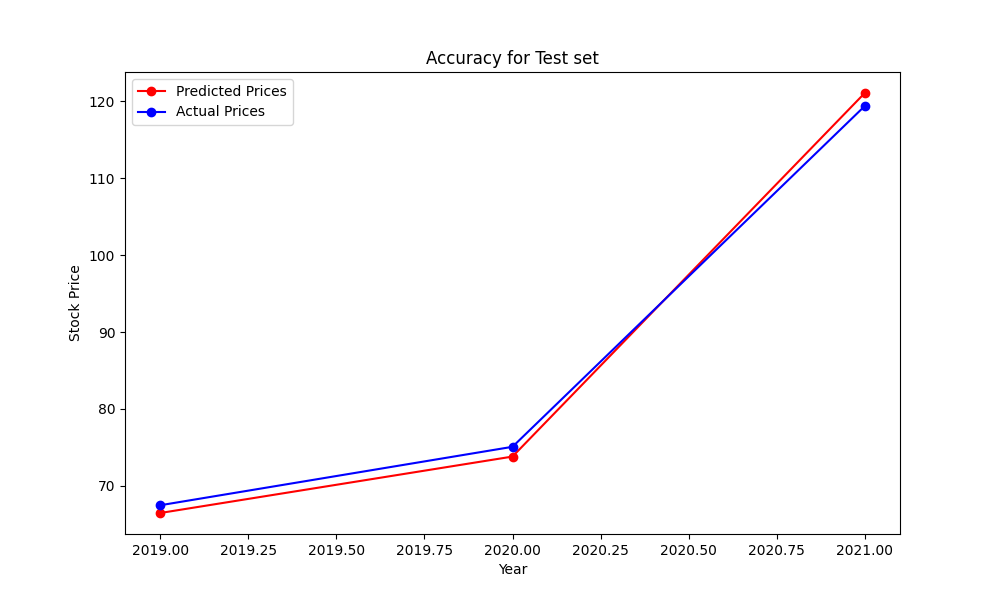 Accuracy for Test set
Predicted Prices
Actual Prices
120
110
100
90
80
70
Stock Price
2019.00 2019.25 2019.50 2019.75 2020.00 2020.25 2020.50 2020.75 2021.00
Year